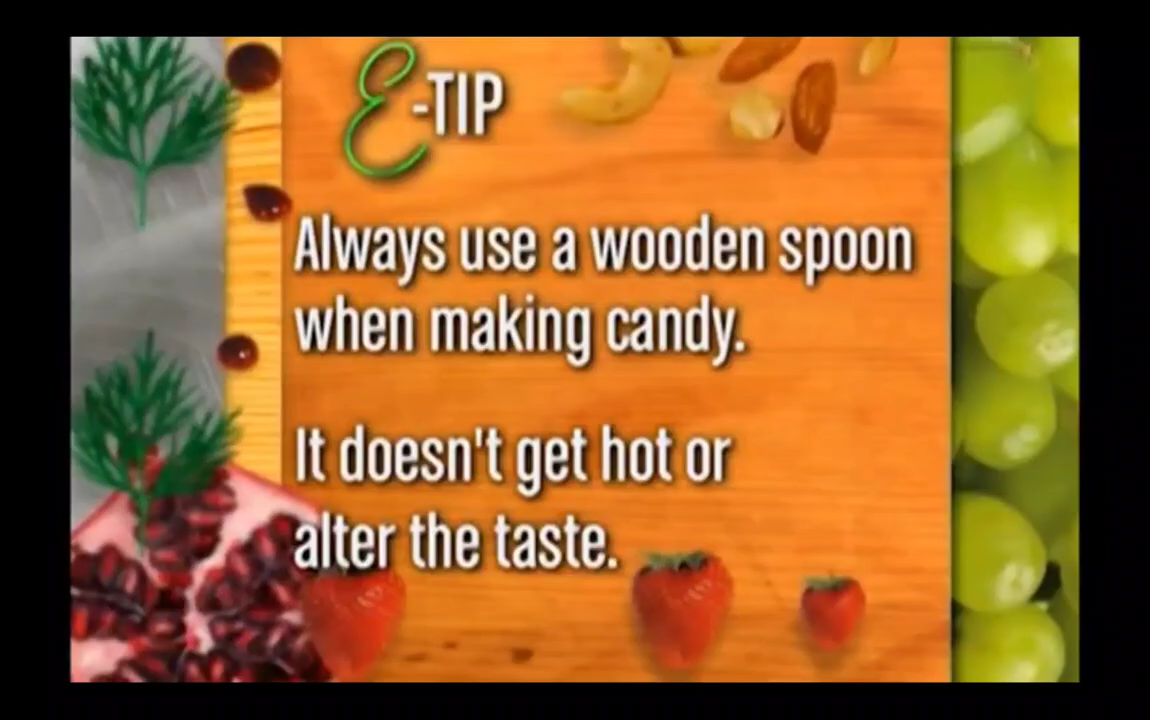 E-TIP
Always use a wooden spoon
when making candy.
It doesn't get hot or
alter the taste.